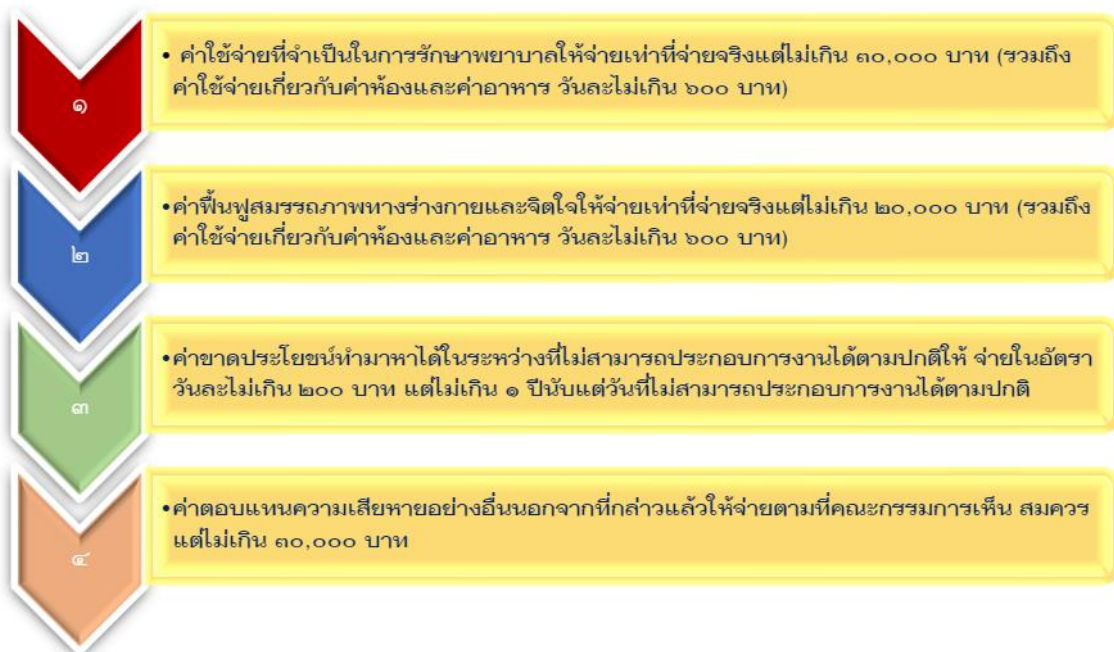 ๑
• ค่าใช้จ่ายที่จำเป็นในการรักษาพยาบาลให้จ่ายเท่าที่จ่ายจริงแต่ไม่เกิน ๓๐,๐๐๐ บาท (รวมถึง
ค่าใช้จ่ายเกี่ยวกับค่าห้องและค่าอาหาร วันละไม่เกิน ๖๐๐ บาท)
๒
•ค่าฟื้นฟูสมรรถภาพทางร่างกายและจิตใจให้จ่ายเท่าที่จ่ายจริงแต่ไม่เกิน ๒๐,๐๐๐ บาท (รวมถึง
ค่าใช้จ่ายเกี่ยวกับค่าห้องและค่าอาหาร วันละไม่เกิน ๖๐๐ บาท)
๓
•ค่าขาดประโยชน์ทำมาหาได้ในระหว่างที่ไม่สามารถประกอบการงานได้ตามปกติให้ จ่ายในอัตรา
วันละไม่เกิน ๒๐๐ บาท แต่ไม่เกิน ๑ ปีนับแต่วันที่ไม่สามารถประกอบการงานได้ตามปกติ
๔
•ค่าตอบแทนความเสียหายอย่างอื่นนอกจากที่กล่าวแล้วให้จ่ายตามที่คณะกรรมการเห็น สมควร
แต่ไม่เกิน ๓๐,๐๐๐ บาท